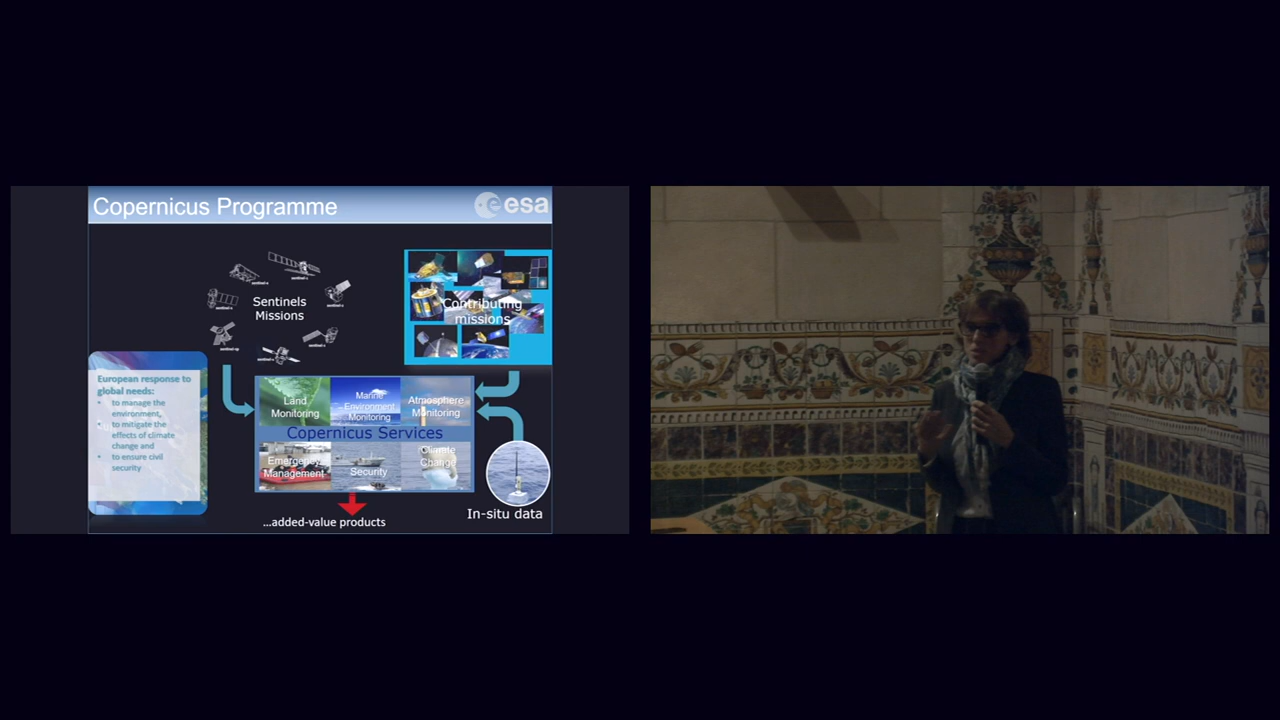 Copernicus Programme
esa
Sentinels
Missions
Contributing
missions
European response to
global needs:
• to manage the
environment,
• to mitigate the
effects of climate
change and
• to ensure civil
security
Land
Monitoring
Marine
Environment
Monitoring
Atmosphere
Monitoring
Copernicus Services
Emergency
Management
Security
Climate
Change
In-situ data
...added-value products